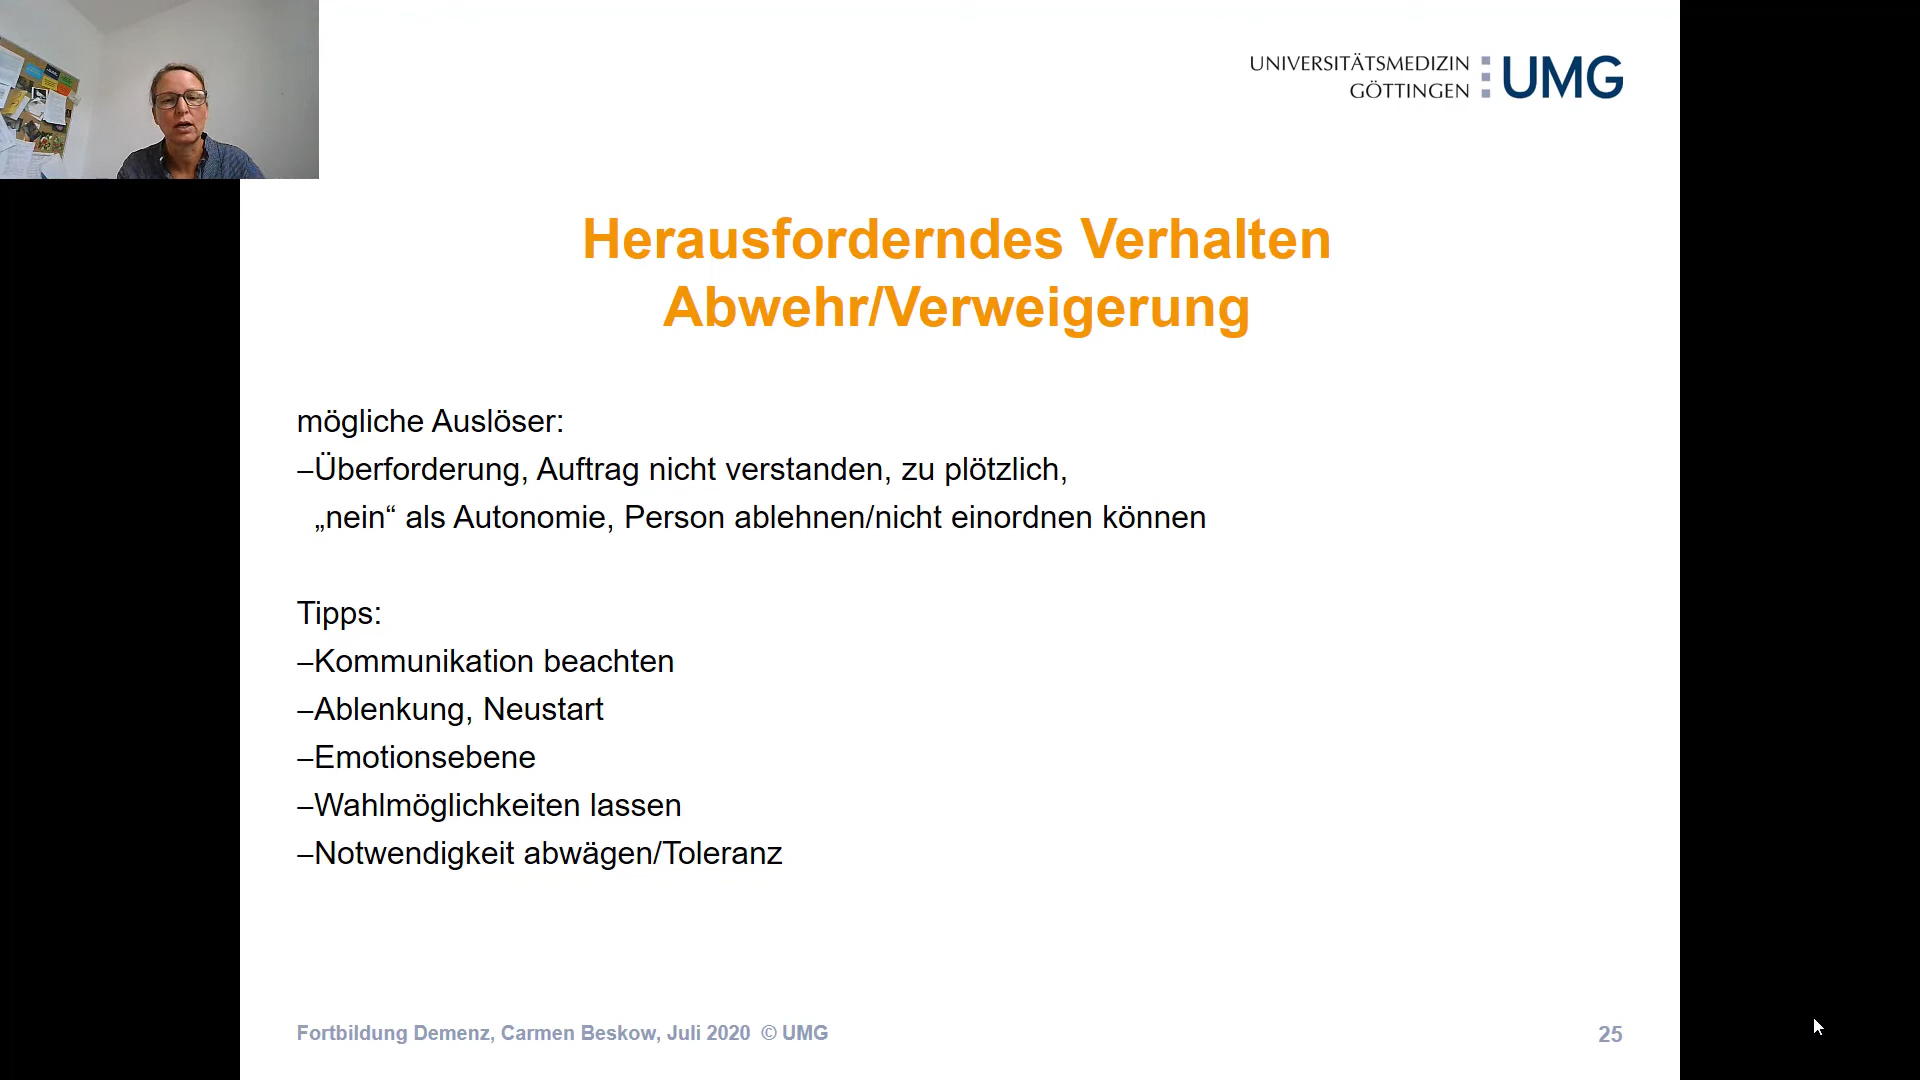 UNIVERSITÄTSMEDIZIN
GÖTTINGEN
UMG
Herausforderndes Verhalten
Abwehr/Verweigerung
mögliche Auslöser:
–Überforderung, Auftrag nicht verstanden, zu plötzlich,
„nein“ als Autonomie, Person ablehnen/nicht einordnen können
Tipps:
–Kommunikation beachten
–Ablenkung, Neustart
–Emotionsebene
–Wahlmöglichkeiten lassen
–Notwendigkeit abwägen/Toleranz
Fortbildung Demenz, Carmen Beskow, Juli 2020 © UMG
25